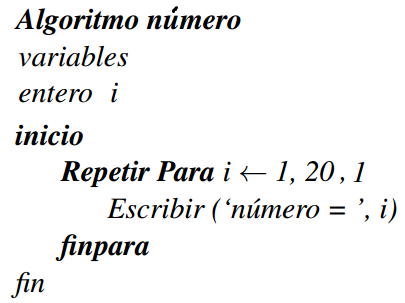 Algoritmo número
variables
entero i
inicio
Repetir Para i ← 1, 20 , 1
Escribir (‘número = ’, i)
finpara
fin